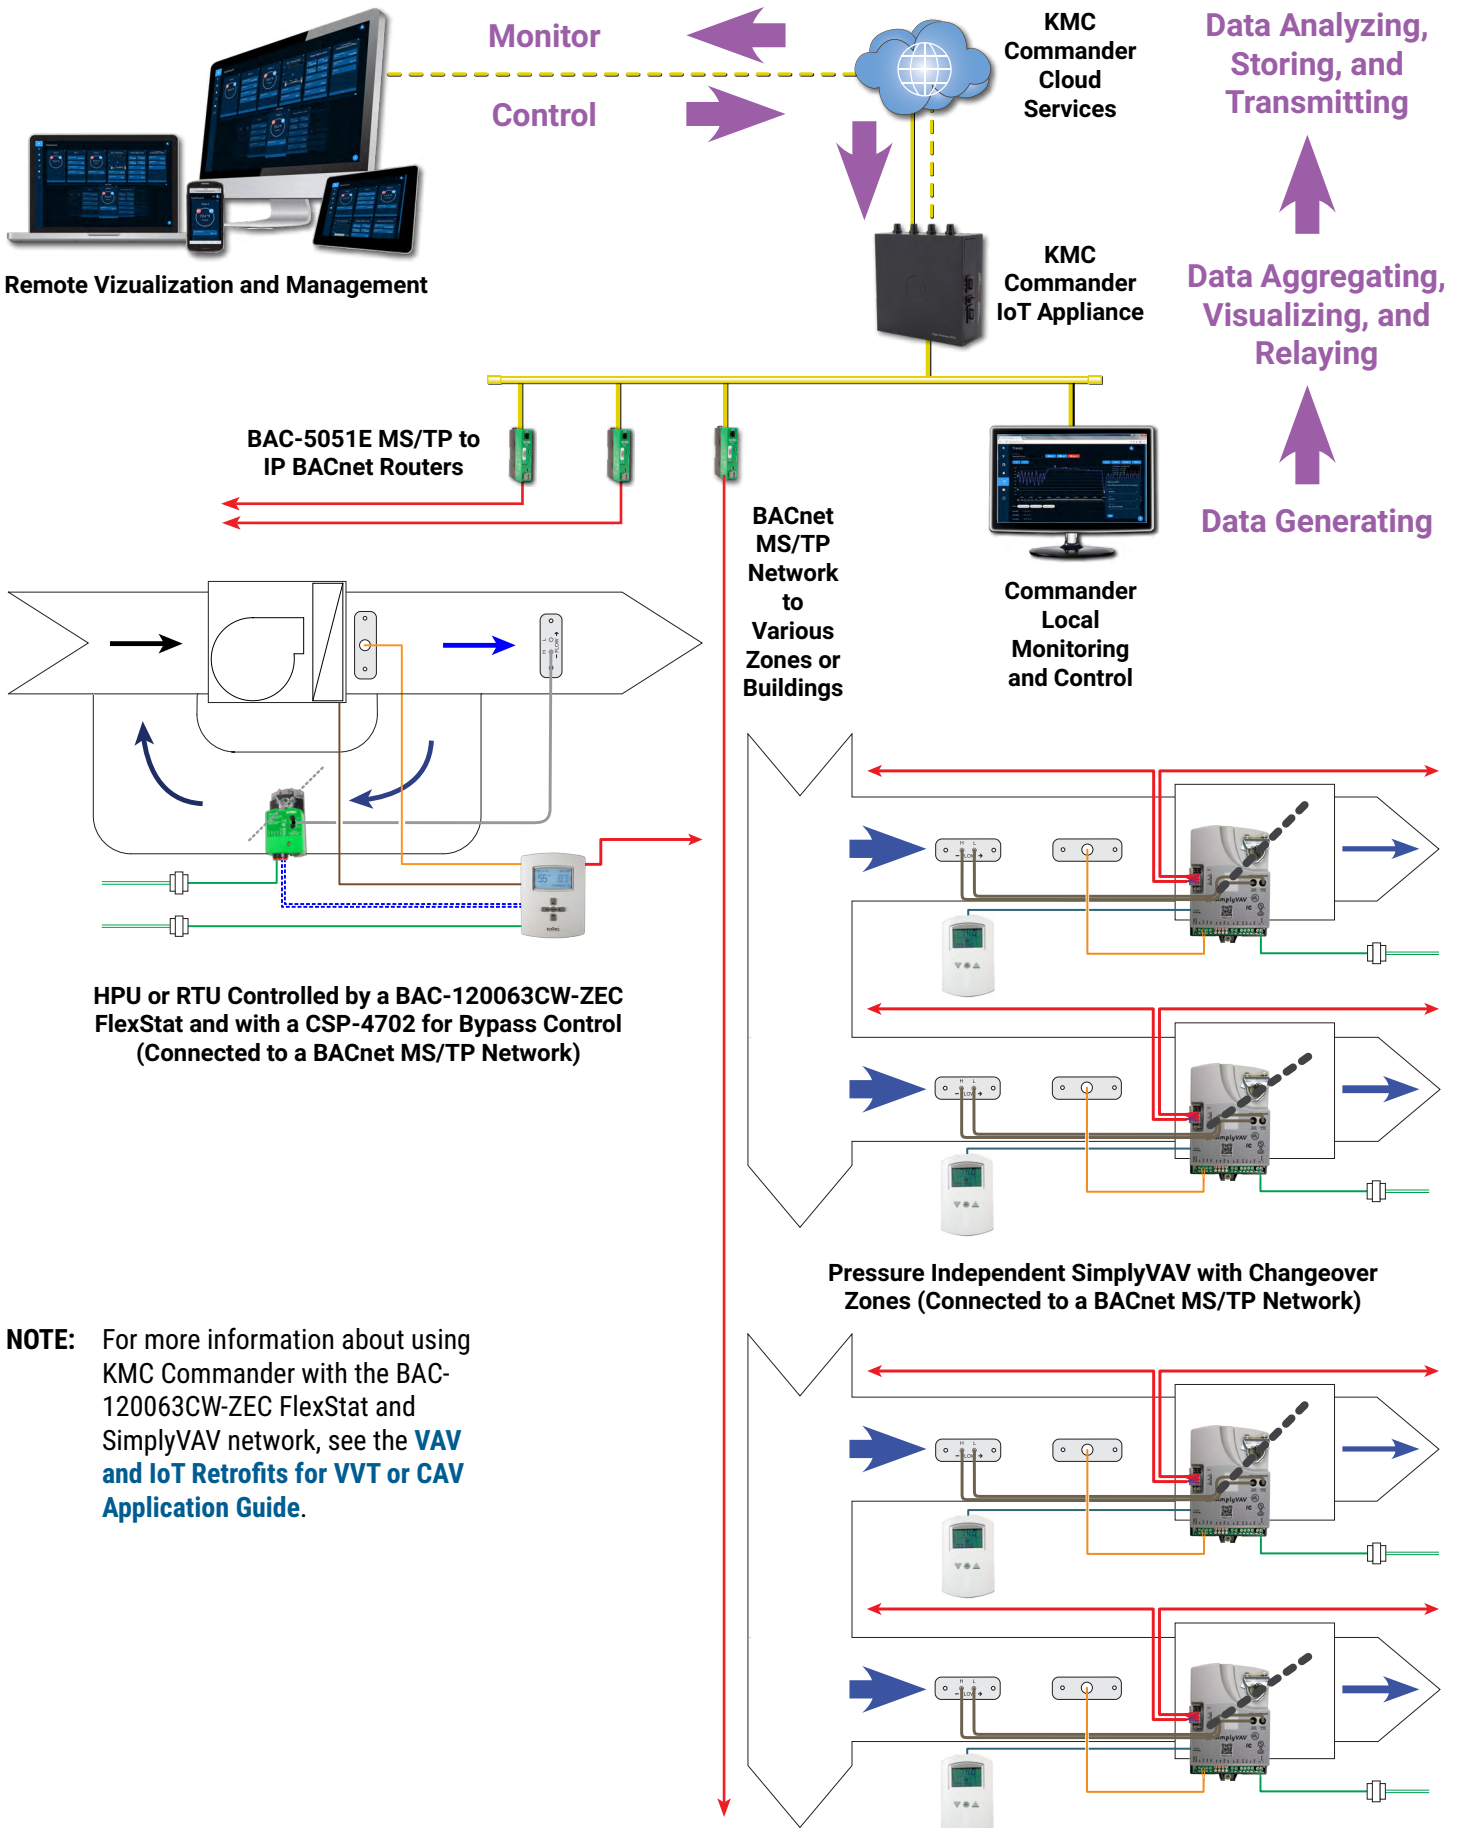 Monitor
Control
KMC
Commander
Cloud
Services
Data Analyzing,
Storing, and
Transmitting
Remote Vizualization and Management
KMC
Commander
IoT Appliance
Data Aggregating,
Visualizing, and
Relaying
BAC-5051E MS/TP to
IP BACnet Routers
Data Generating
BACnet
MS/TP
Network
to
Various
Zones or
Buildings
Commander
Local
Monitoring
and Control
H L
FLOW
HPU or RTU Controlled by a BAC-120063CW-ZEC
FlexStat and with a CSP-4702 for Bypass Control
(Connected to a BACnet MS/TP Network)
H L
SimplyVAV
H L
SimplyVAV
Pressure Independent SimplyVAV with Changeover
Zones (Connected to a BACnet MS/TP Network)
NOTE: For more information about using
KMC Commander with the BAC-
120063CW-ZEC FlexStat and
SimplyVAV network, see the VAV
and IoT Retrofits for VVT or CAV
Application Guide.
H L
SimplyVAV
H L
SimplyVAV